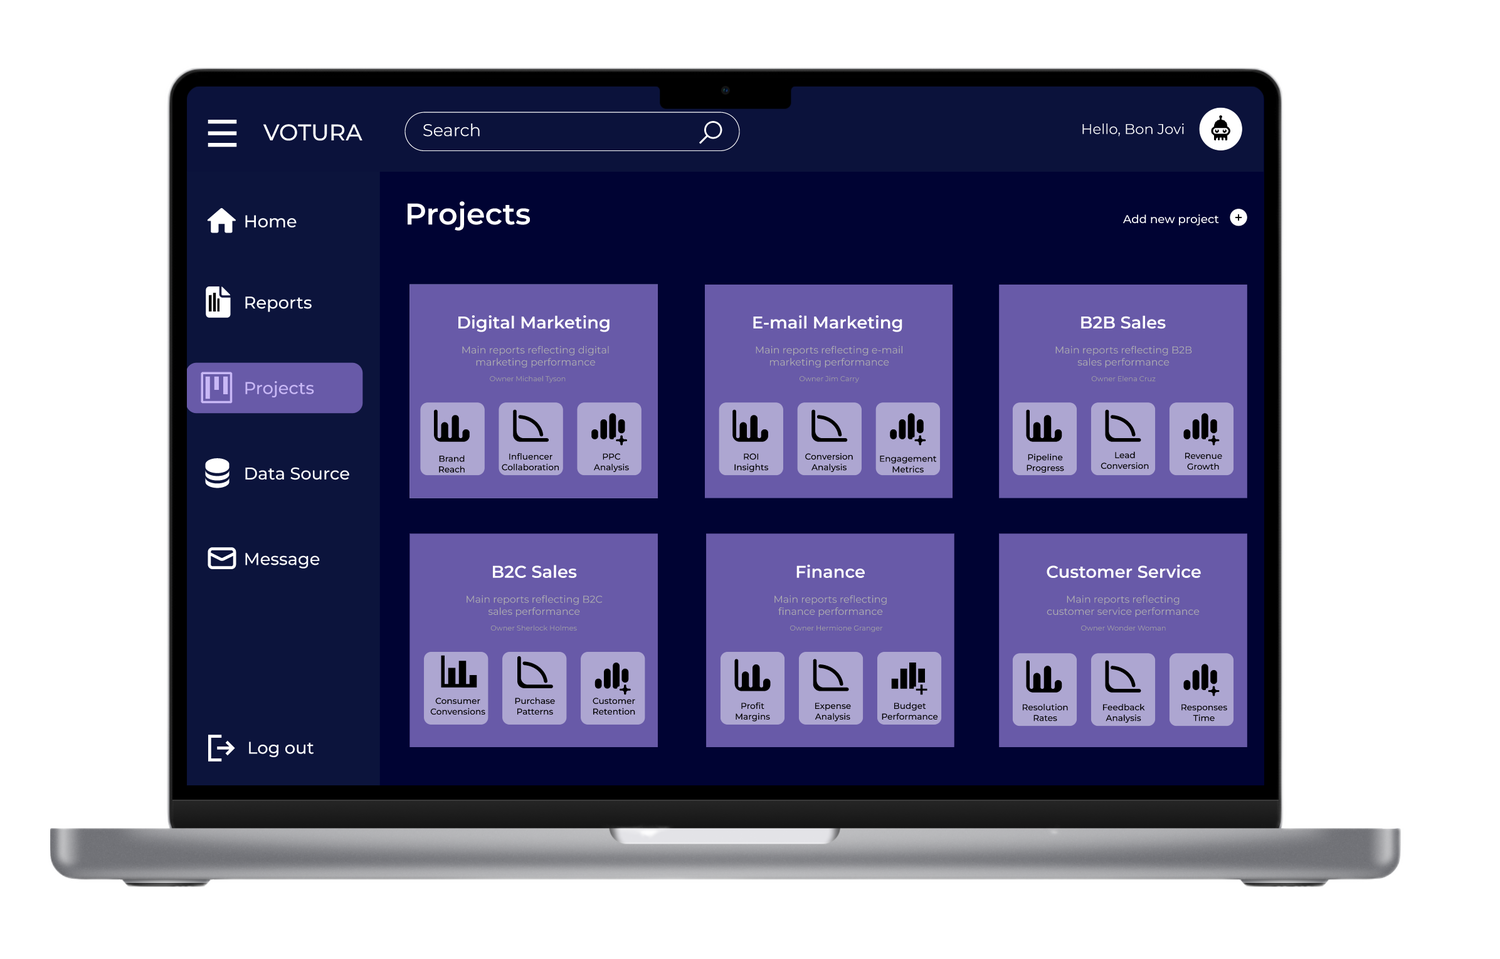 VOTURA
Search
Hello, Bon Jovi
Home
Reports
Projects
Data Source
Message
Log out
Projects
Add new project
Digital Marketing
Main reports reflecting digital
marketing performance
Owner Michael Tyson
Brand
Reach
Influencer
Collaboration
PPC
Analysis
E-mail Marketing
Main reports reflecting e-mail
marketing performance
Owner Jim Carry
ROI
Insights
Conversion
Analysis
Engagement
Metrics
B2B Sales
Main reports reflecting B2B
sales performance
Owner Elena Cruz
Pipeline
Progress
Lead
Conversion
Revenue
Growth
B2C Sales
Main reports reflecting B2C
sales performance
Owner Sherlock Holmes
Consumer
Convensions
Purchase
Patterns
Customer
Retention
Finance
Main reports reflecting
finance performance
Owner Hermione Granger
Profit
Margins
Expense
Analysis
Budget
Performance
Customer Service
Main reports reflecting
customer service performance
Owner Wonder Woman
Resolution
Rates
Feedback
Analysis
Responses
Time